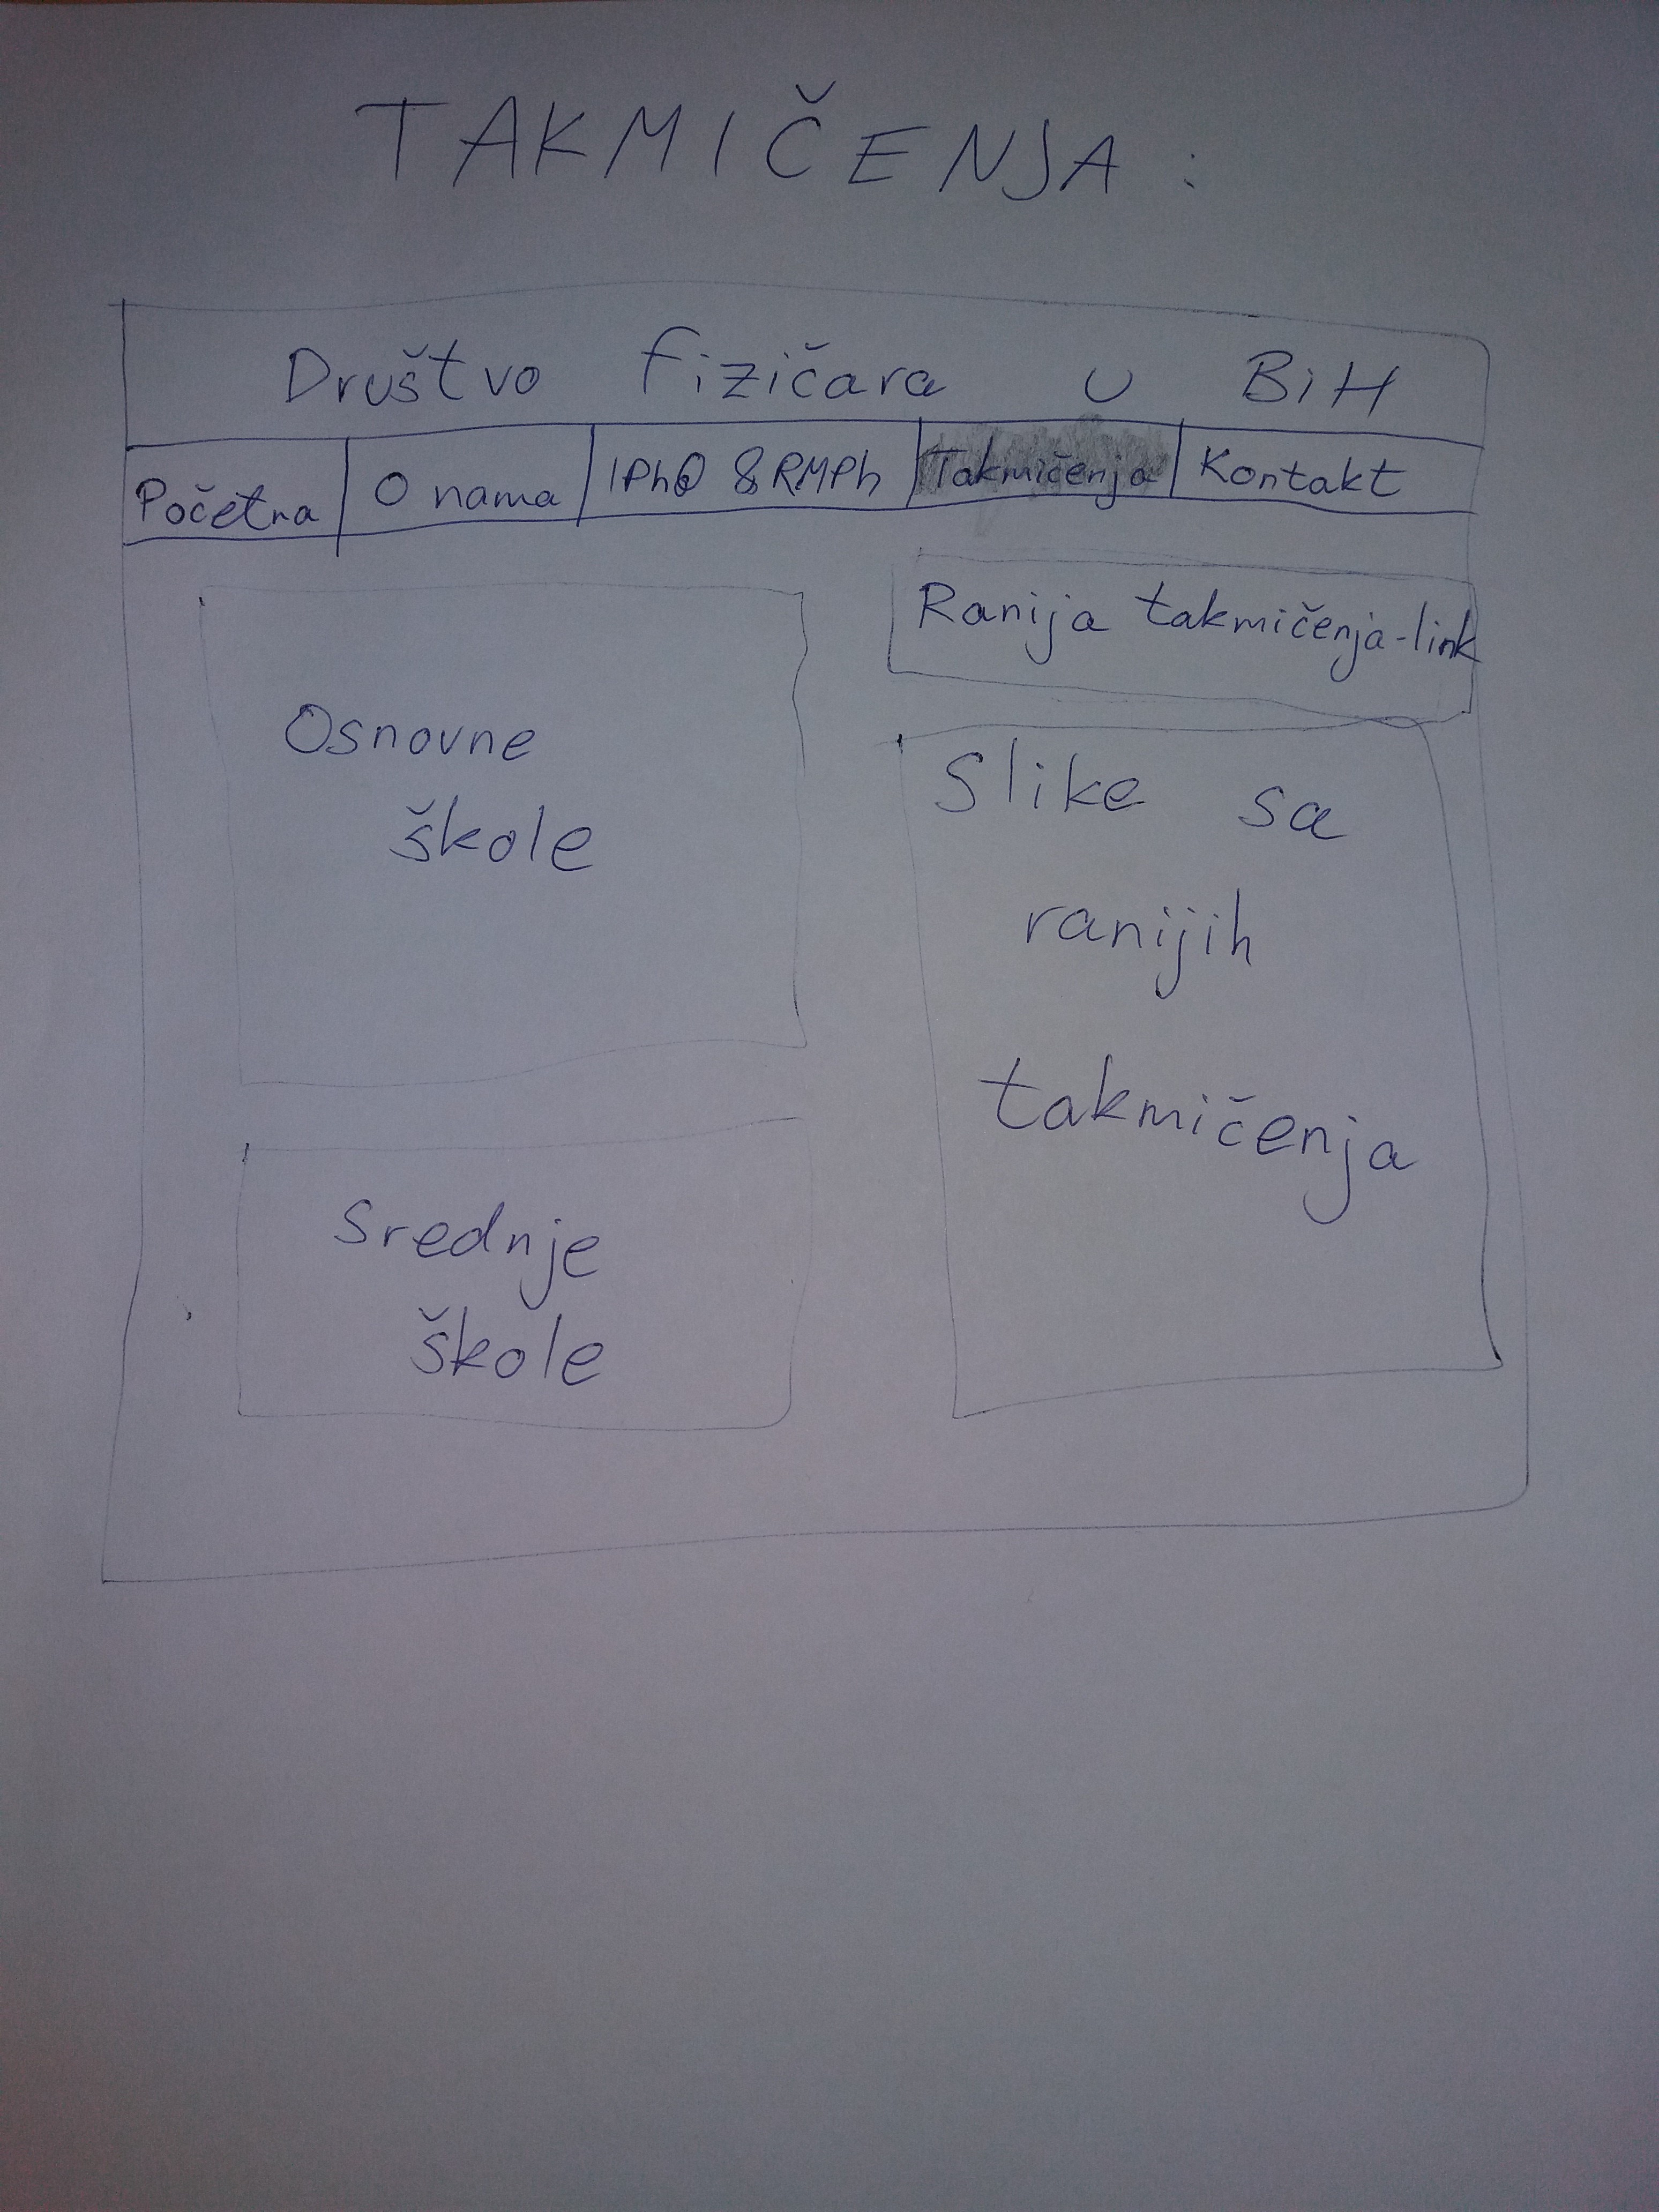 TAKMIČENJA :
Društvo fizičara u BiH
Početna O nama IPhO & RMPh Takmičenja Kontakt
Ranija takmičenja-link
Osnovne
škole
Slike sa
ranijih
takmičenja
Srednje
škole